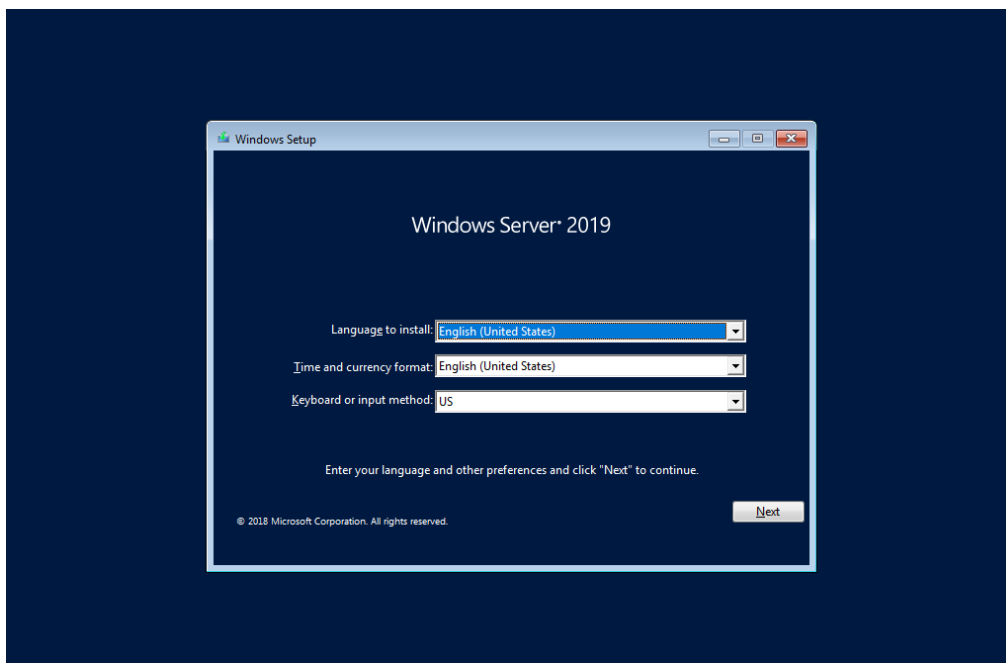 Windows Setup
Windows Server® 2019
Language to install: English (United States)
Time and currency format: English (United States)
Keyboard or input method: US
Enter your language and other preferences and click "Next" to continue.
Next
© 2018 Microsoft Corporation. All rights reserved.